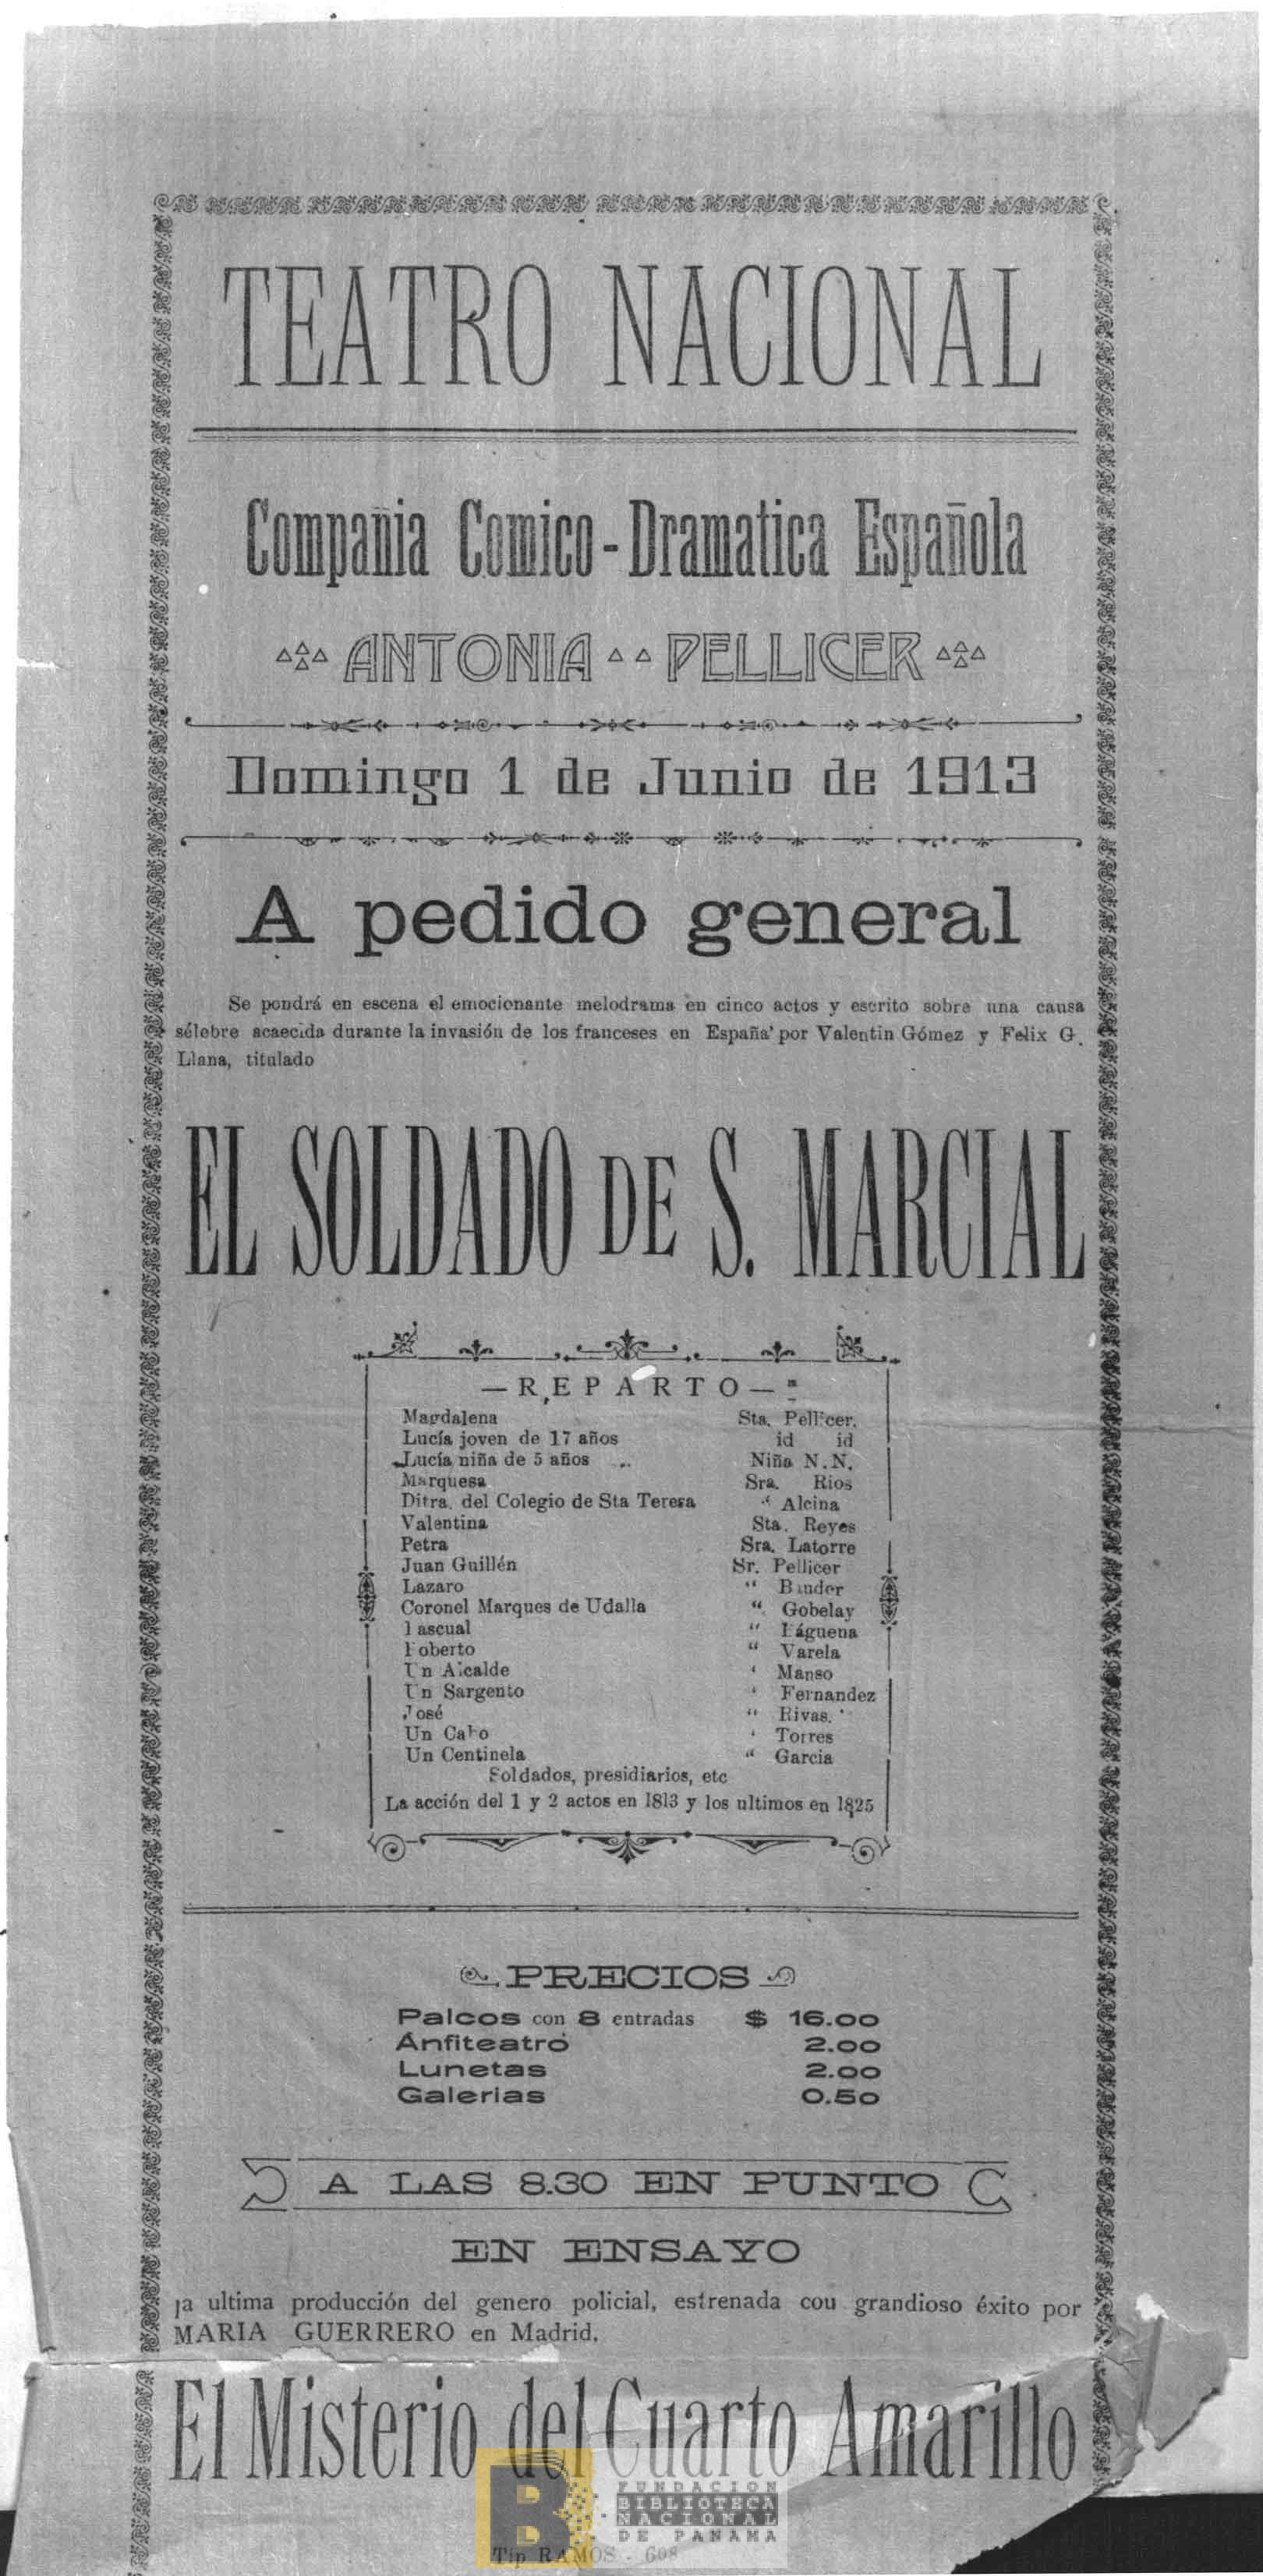 TEATRO NACIONAL
Compañia Comico-Dramatica Española
ANTONIA PELLICER
Domingo 1 de Junio de 1913
A pedido general
Se pondrá en escena el emocionante melodrama en cinco actos y escrito sobre una causa
sélebre acaecida durante la invasión de los franceses en España' por Valentin Gómez y Felix G.
Llana, titulado
EL SOLDADO DE S. MARCIAL
—REPARTO—
Magdalena Sta. Pellicer.
Lucía joven de 17 años id id
Lucía niña de 5 años Niña N.N.
Marquesa Sra. Rios
Ditra. del Colegio de Sta Teresa “ Alcina
Valentina Sta. Reyes
Petra Sra. Latorre
Juan Guillén Sr. Pellicer
Lazaro “
Coronel Marques de Udalla “ Gobelay
Pascual “
Roberto “ Varela
Un Alcalde ‘ Manso
Un Sargento ‘ Fernandez
José “ Rivas.
Un Cabo ‘ Torres
Un Centinela “ Garcia
Soldados, presidiarios, etc
La acción del 1 y 2 actos en 1813 y los ultimos en 1825
PRECIOS
Palcos con 8 entradas $ 16.00
Anfiteatro 2.00
Lunetas 2.00
Galerias 0.50
A LAS 8.30 EN PUNTO
EN ENSAYO
la ultima producción del genero policial, estrenada cou grandioso éxito por
MARIA GUERRERO en Madrid.
El Misterio del Cuarto Amarillo
B
FUNDACION
BIBLIOTECA
NACIONAL
DE PANAMA
Tip RAMOS - 608